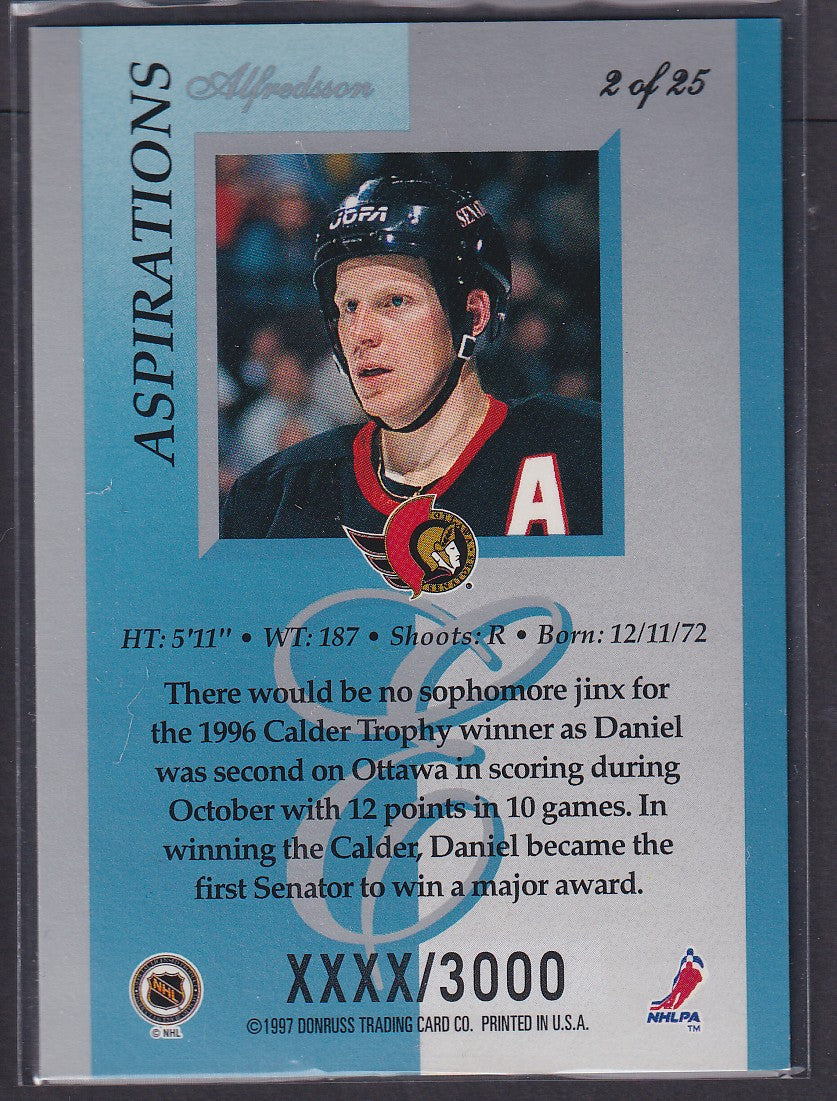 ASPIRATIONS
Alfredsson
2 of 25
JOFA
SENA
A
HT: 5'11" • WT: 187 • Shoots: R • Born: 12/11/72
There would be no sophomore jinx for
the 1996 Calder Trophy winner as Daniel
was second on Ottawa in scoring during
October with 12 points in 10 games. In
winning the Calder, Daniel became the
first Senator to win a major award.
E
XXXX/3000
NHL
© NHL
©1997 DONRUSS TRADING CARD CO. PRINTED IN U.S.A.
NHLPA
TM